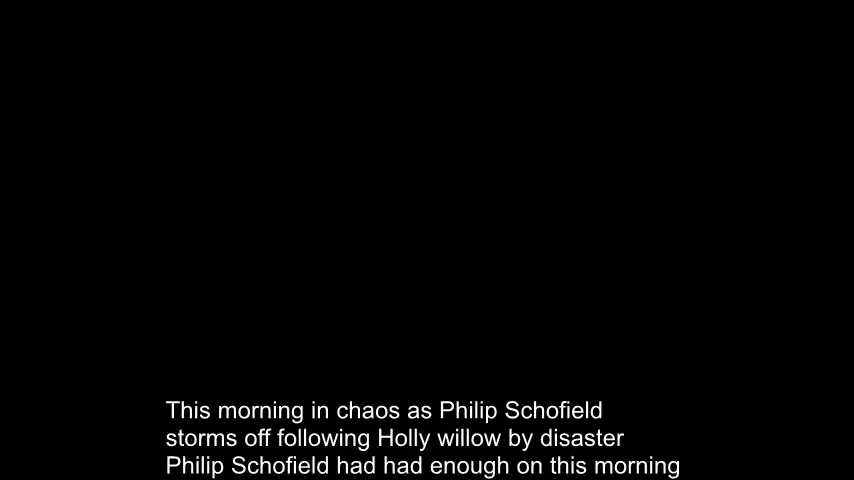 This morning in chaos as Philip Schofield
storms off following Holly willow by disaster
Philip Schofield had had enough on this morning